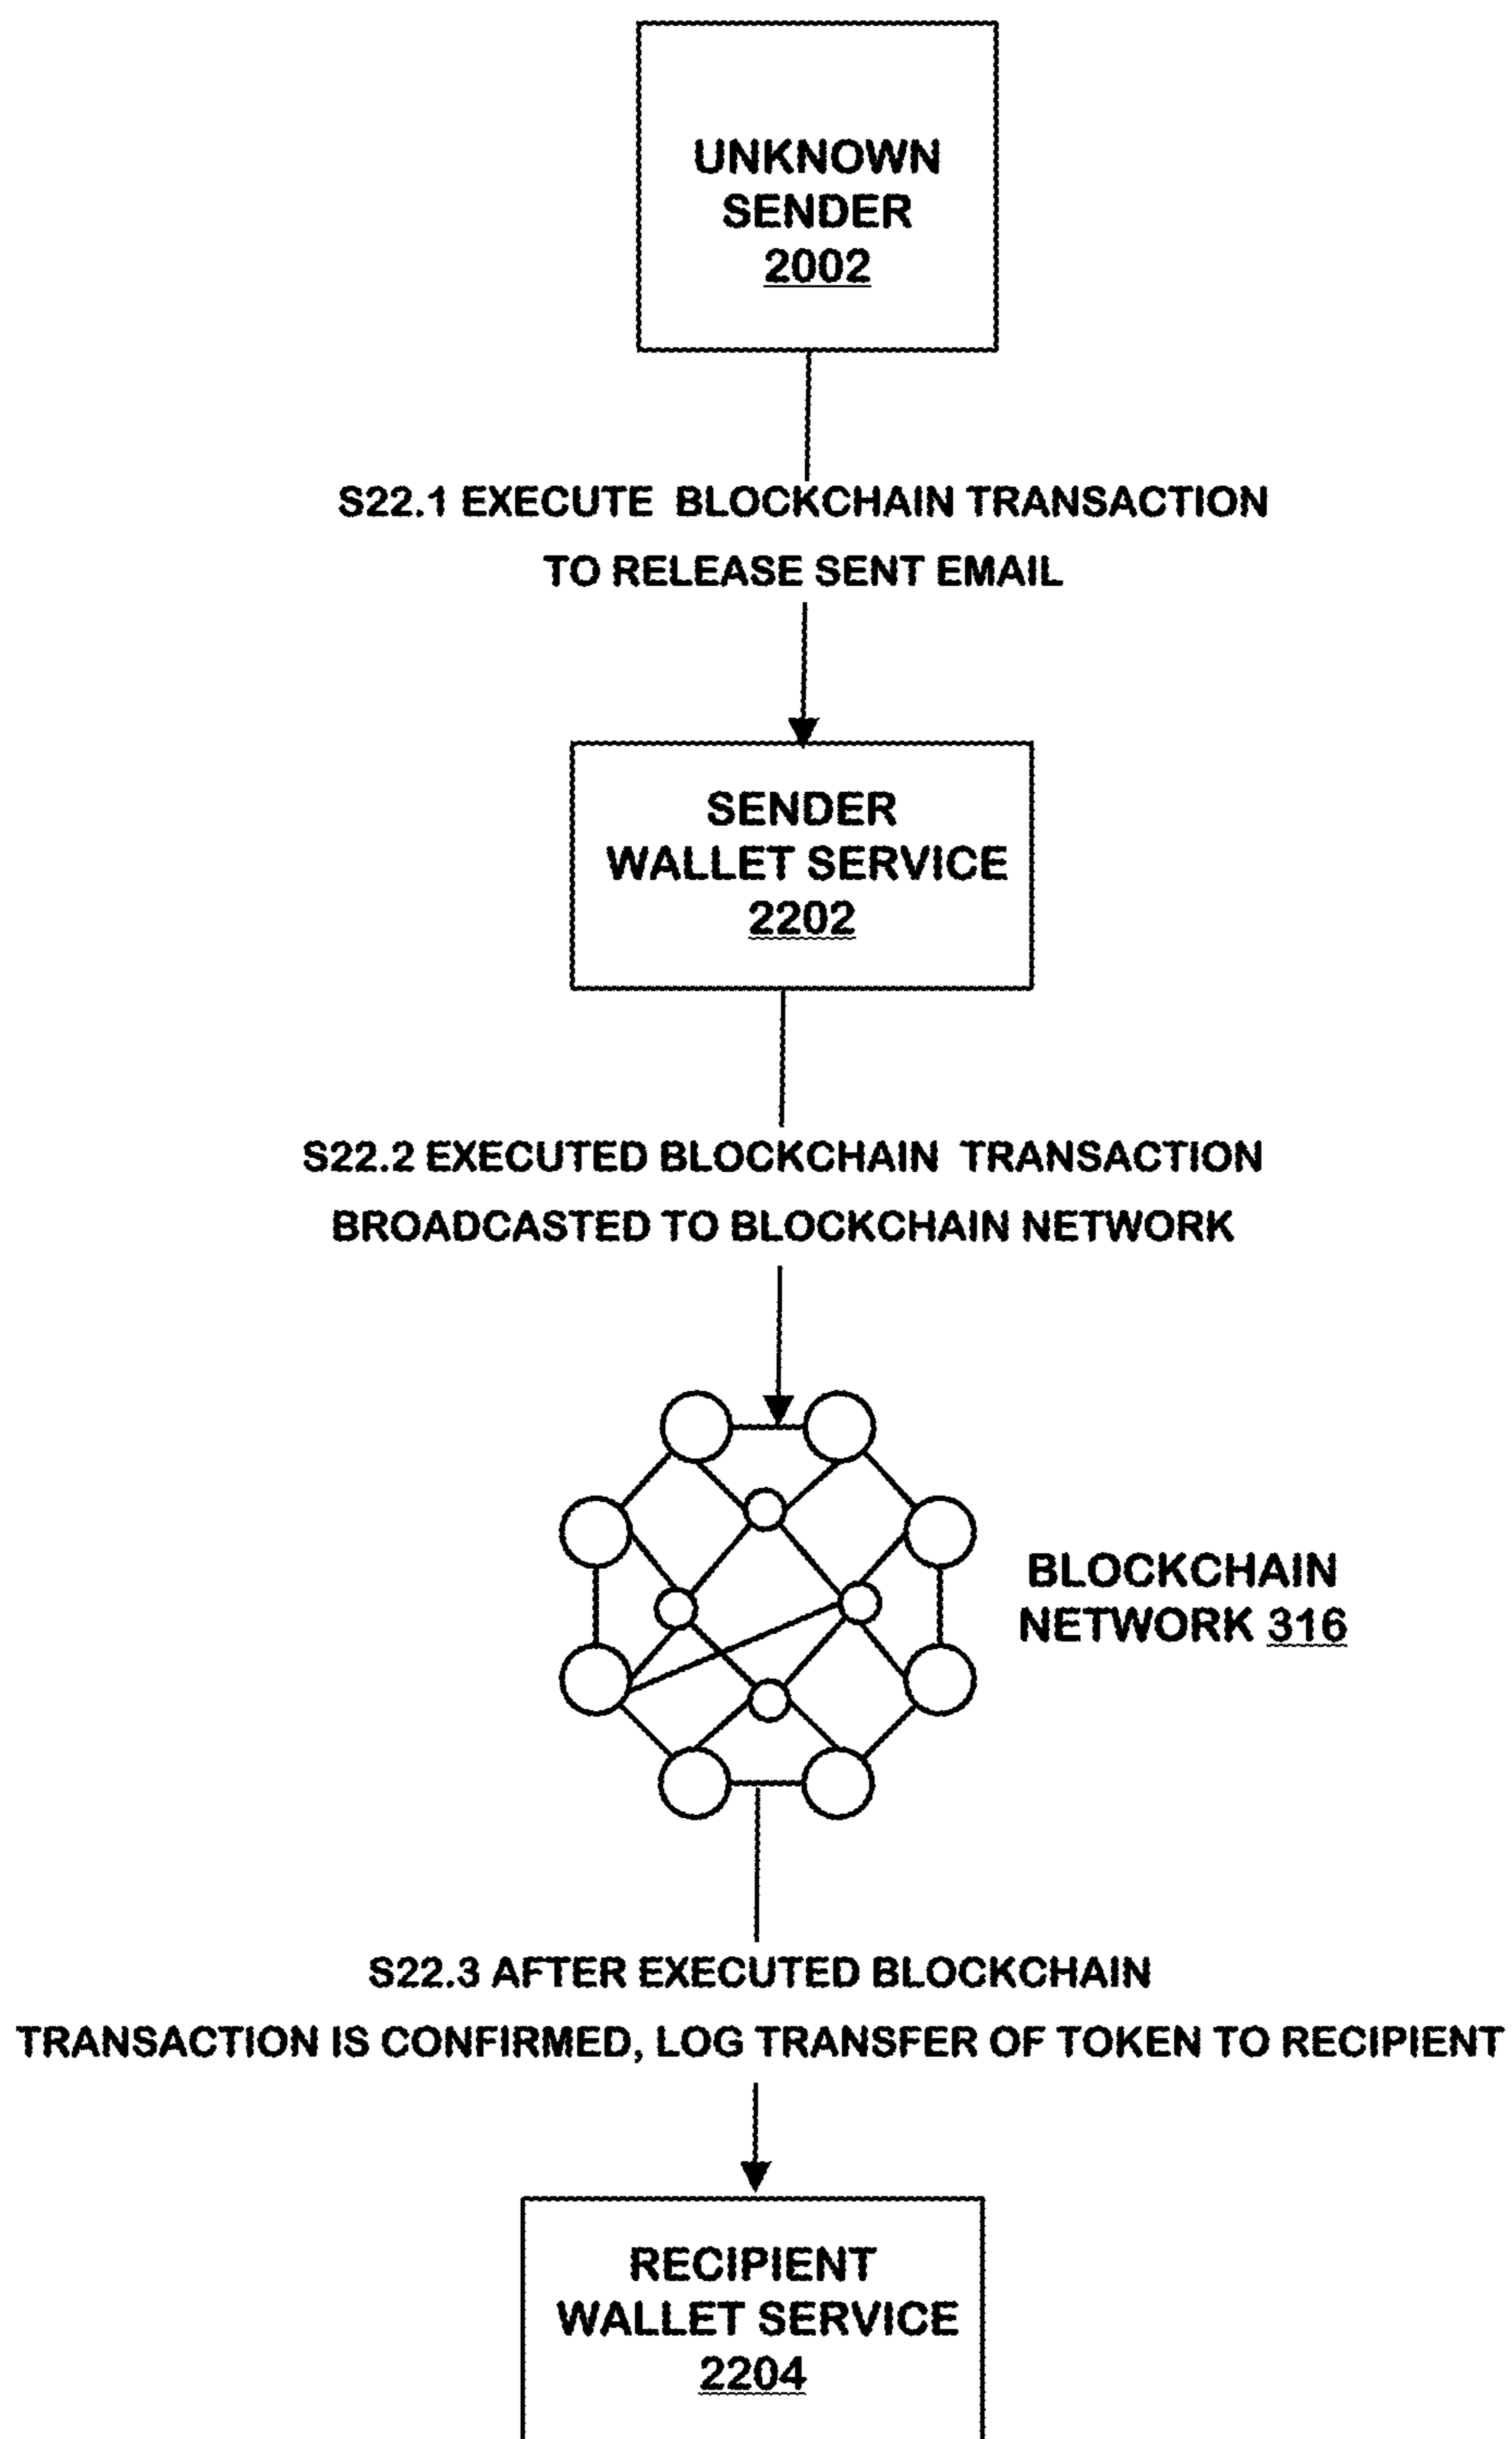 UNKNOWN
SENDER
2002
S22.1 EXECUTE BLOCKCHAIN TRANSACTION
TO RELEASE SENT EMAIL
SENDER
WALLET SERVICE
2202
S22.2 EXECUTED BLOCKCHAIN TRANSACTION
BROADCASTED TO BLOCKCHAIN NETWORK
BLOCKCHAIN
NETWORK 316
S22.3 AFTER EXECUTED BLOCKCHAIN
TRANSACTION IS CONFIRMED, LOG TRANSFER OF TOKEN TO RECIPIENT
RECIPIENT
WALLET SERVICE
2204